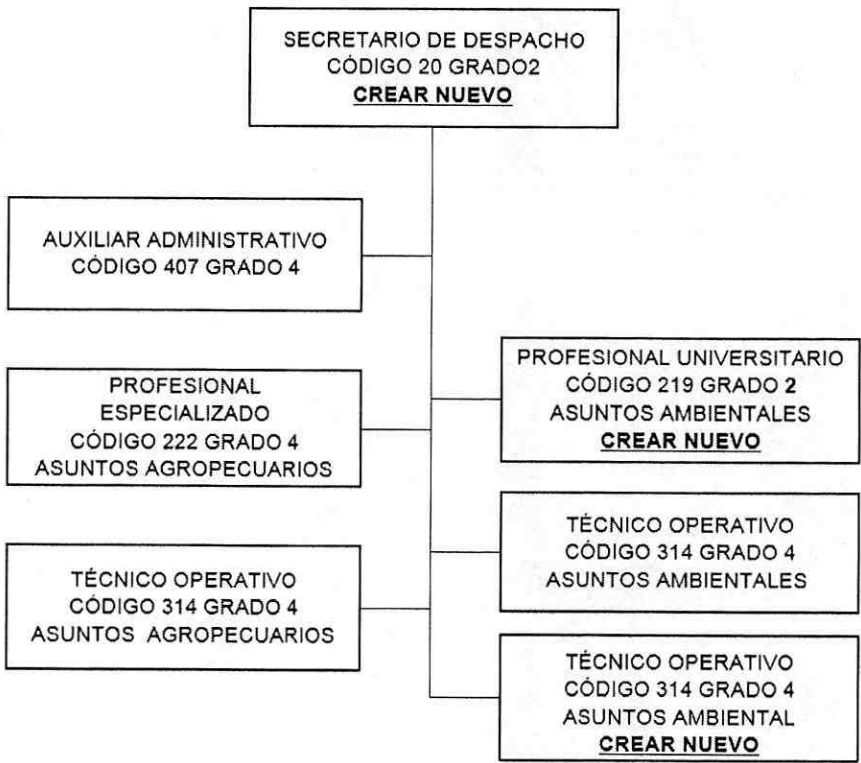 SECRETARIO DE DESPACHO
CÓDIGO 20 GRADO2
CREAR NUEVO
AUXILIAR ADMINISTRATIVO
CÓDIGO 407 GRADO 4
PROFESIONAL
ESPECIALIZADO
CÓDIGO 222 GRADO 4
ASUNTOS AGROPECUARIOS
PROFESIONAL UNIVERSITARIO
CÓDIGO 219 GRADO 2
ASUNTOS AMBIENTALES
CREAR NUEVO
TÉCNICO OPERATIVO
CÓDIGO 314 GRADO 4
ASUNTOS AMBIENTALES
TÉCNICO OPERATIVO
CÓDIGO 314 GRADO 4
ASUNTOS AGROPECUARIOS
TÉCNICO OPERATIVO
CÓDIGO 314 GRADO 4
ASUNTOS AMBIENTAL
CREAR NUEVO